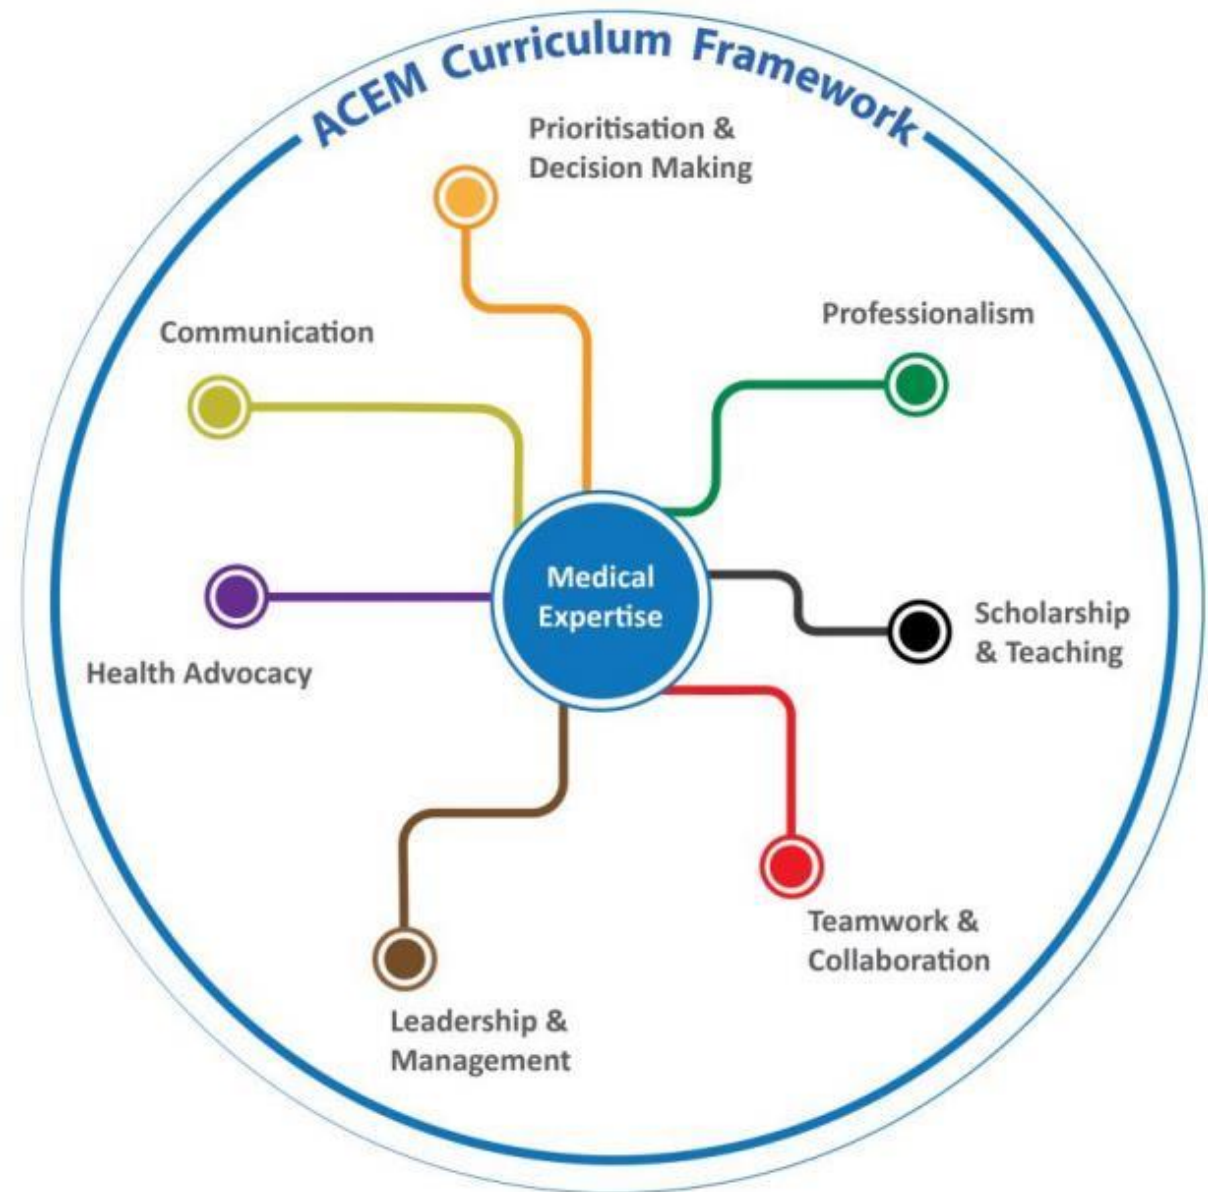 ACEM Curriculum Framework
Prioritisation &
Decision Making
Professionalism
Communication
Medical
Expertise
Scholarship
& Teaching
Health Advocacy
Teamwork &
Collaboration
Leadership &
Management